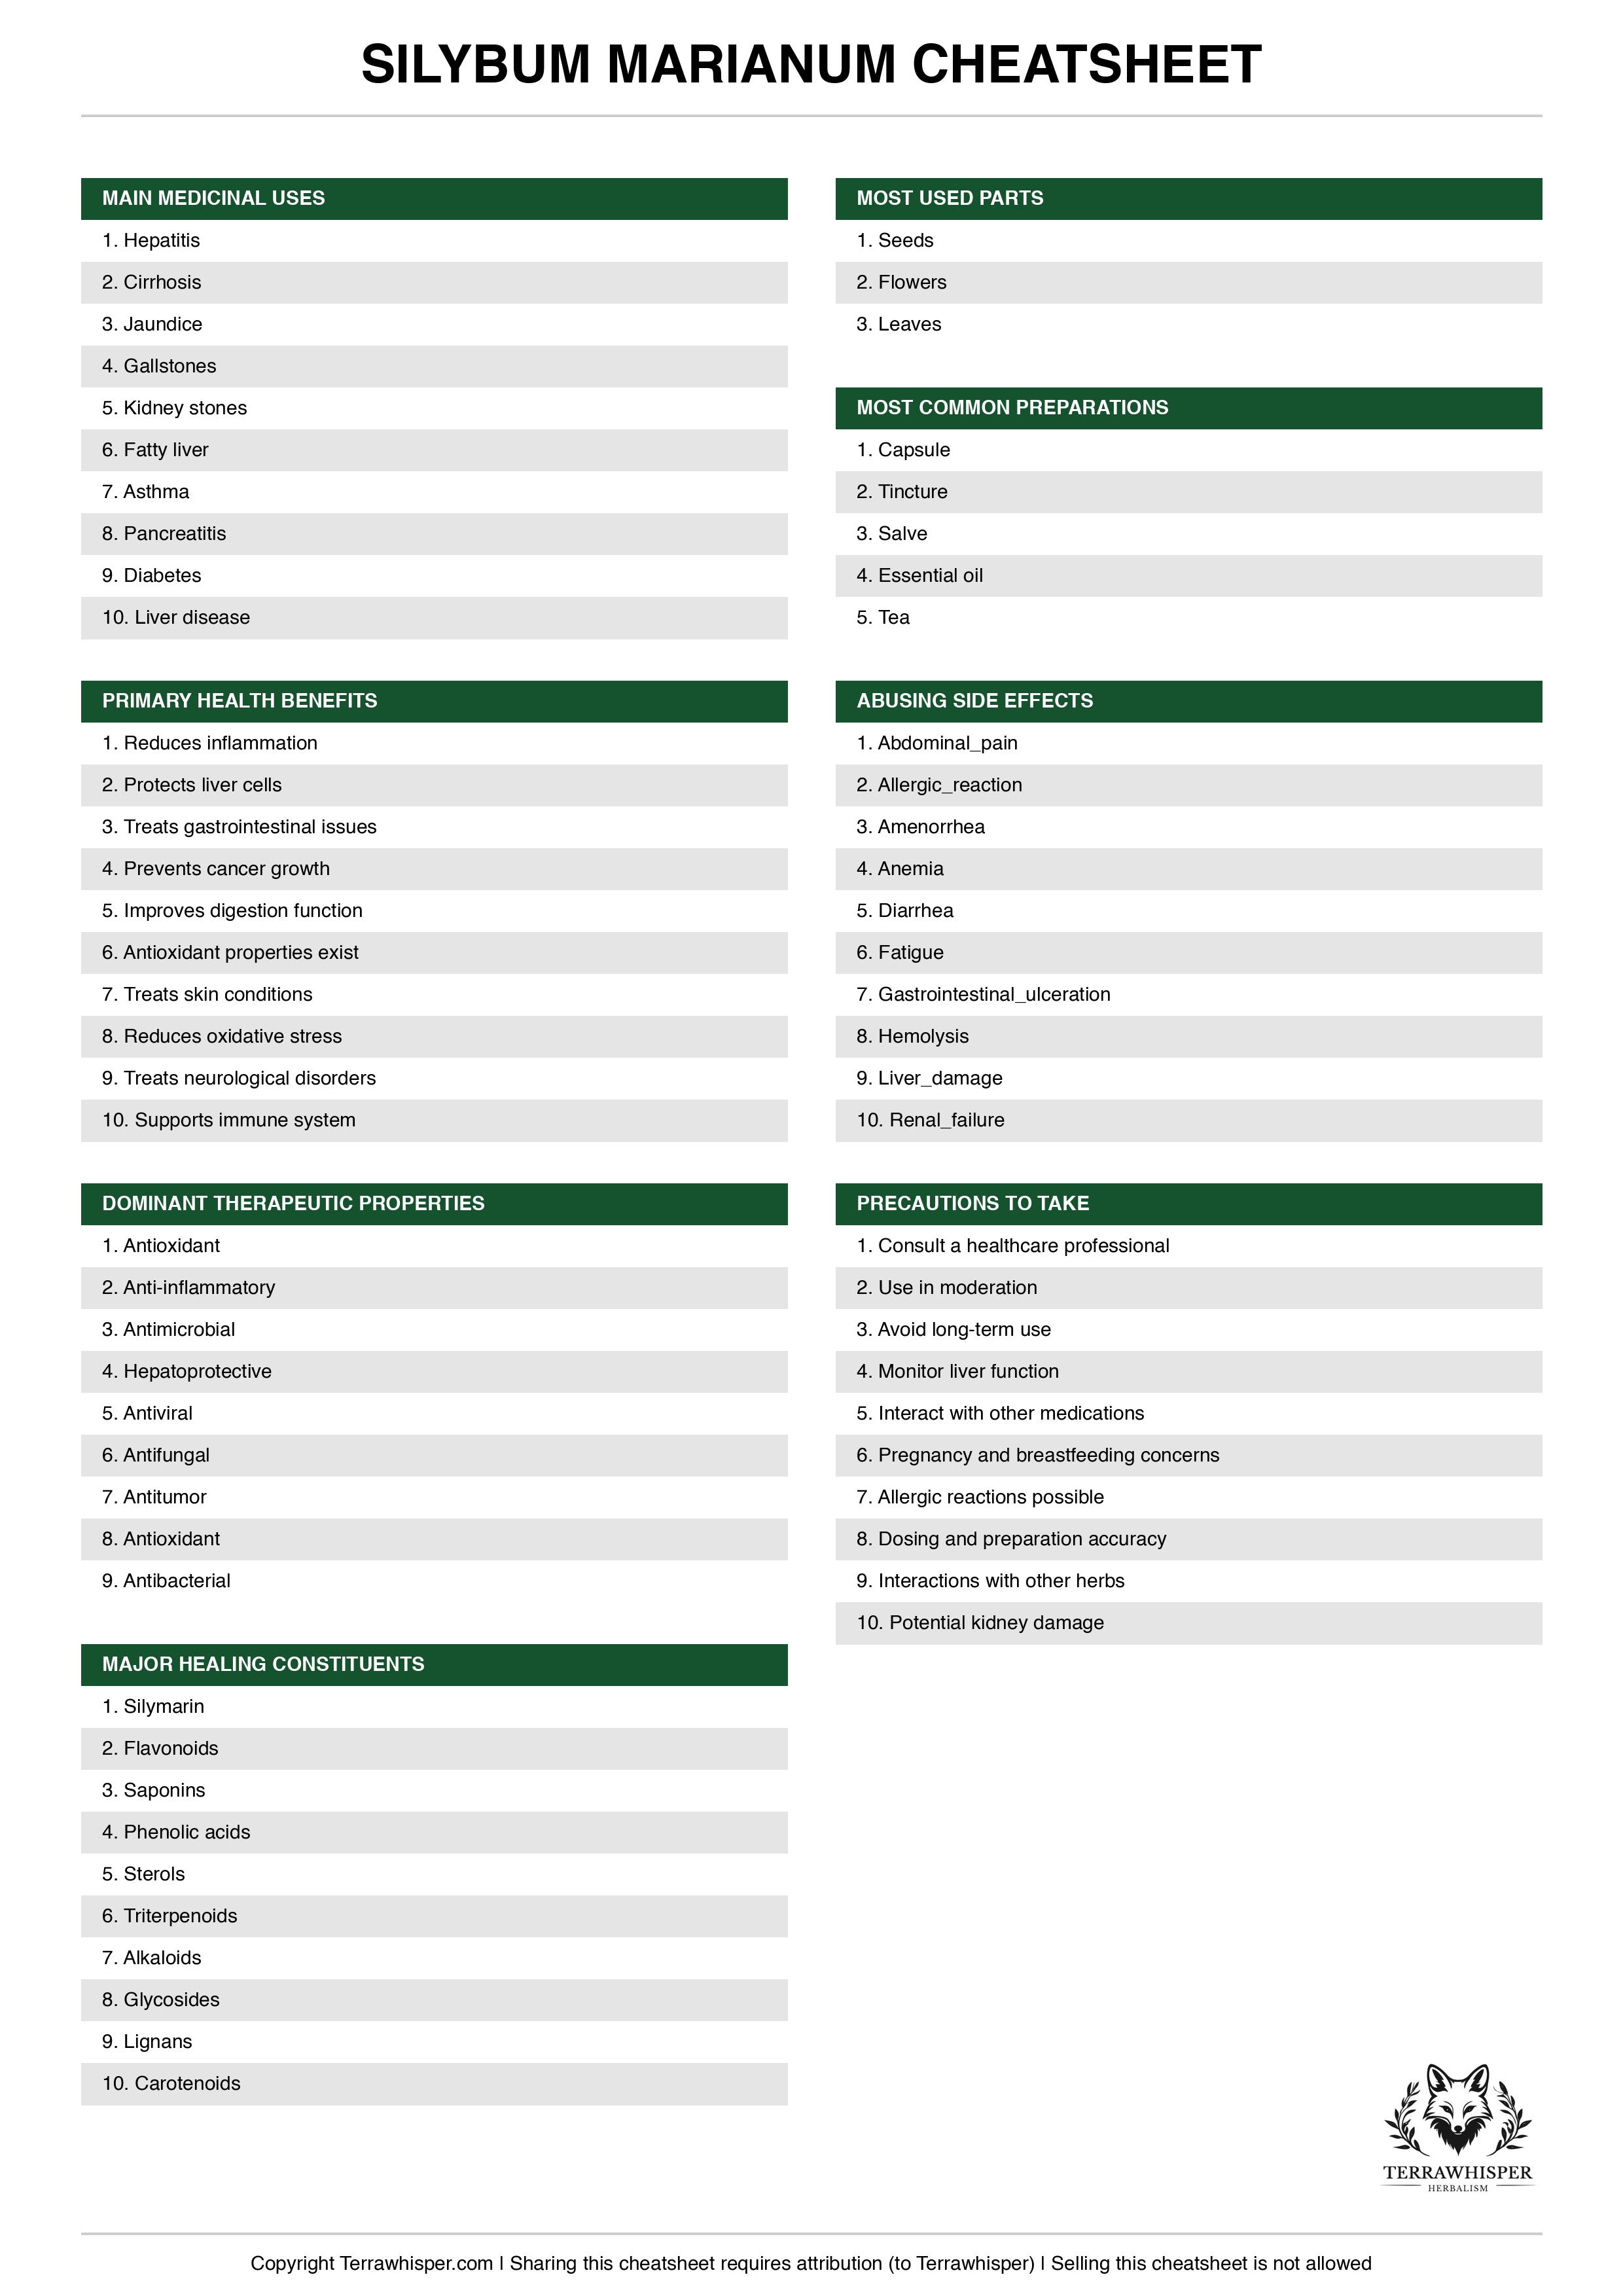 SILYBUM MARIANUM CHEATSHEET
MAIN MEDICINAL USES
1. Hepatitis
2. Cirrhosis
3. Jaundice
4. Gallstones
5. Kidney stones
6. Fatty liver
7. Asthma
8. Pancreatitis
9. Diabetes
10. Liver disease
PRIMARY HEALTH BENEFITS
1. Reduces inflammation
2. Protects liver cells
3. Treats gastrointestinal issues
4. Prevents cancer growth
5. Improves digestion function
6. Antioxidant properties exist
7. Treats skin conditions
8. Reduces oxidative stress
9. Treats neurological disorders
10. Supports immune system
DOMINANT THERAPEUTIC PROPERTIES
1. Antioxidant
2. Anti-inflammatory
3. Antimicrobial
4. Hepatoprotective
5. Antiviral
6. Antifungal
7. Antitumor
8. Antioxidant
9. Antibacterial
MAJOR HEALING CONSTITUENTS
1. Silymarin
2. Flavonoids
3. Saponins
4. Phenolic acids
5. Sterols
6. Triterpenoids
7. Alkaloids
8. Glycosides
9. Lignans
10. Carotenoids
MOST USED PARTS
1. Seeds
2. Flowers
3. Leaves
MOST COMMON PREPARATIONS
1. Capsule
2. Tincture
3. Salve
4. Essential oil
5. Tea
ABUSING SIDE EFFECTS
1. Abdominal_pain
2. Allergic_reaction
3. Amenorrhea
4. Anemia
5. Diarrhea
6. Fatigue
7. Gastrointestinal_ulceration
8. Hemolysis
9. Liver_damage
10. Renal_failure
PRECAUTIONS TO TAKE
1. Consult a healthcare professional
2. Use in moderation
3. Avoid long-term use
4. Monitor liver function
5. Interact with other medications
6. Pregnancy and breastfeeding concerns
7. Allergic reactions possible
8. Dosing and preparation accuracy
9. Interactions with other herbs
10. Potential kidney damage
TERRAWHISPER
HERBALISM
Copyright Terrawhisper.com | Sharing this cheatsheet requires attribution (to Terrawhisper) | Selling this cheatsheet is not allowed